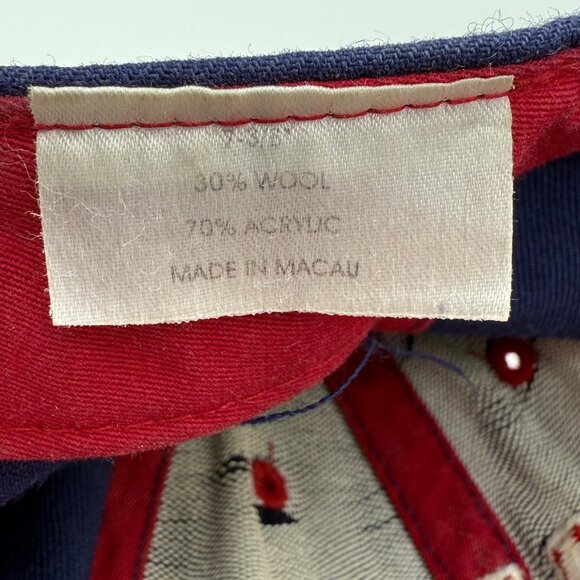 7-3/8"
30% WOOL
70% ACRYLIC
MADE IN MACAU